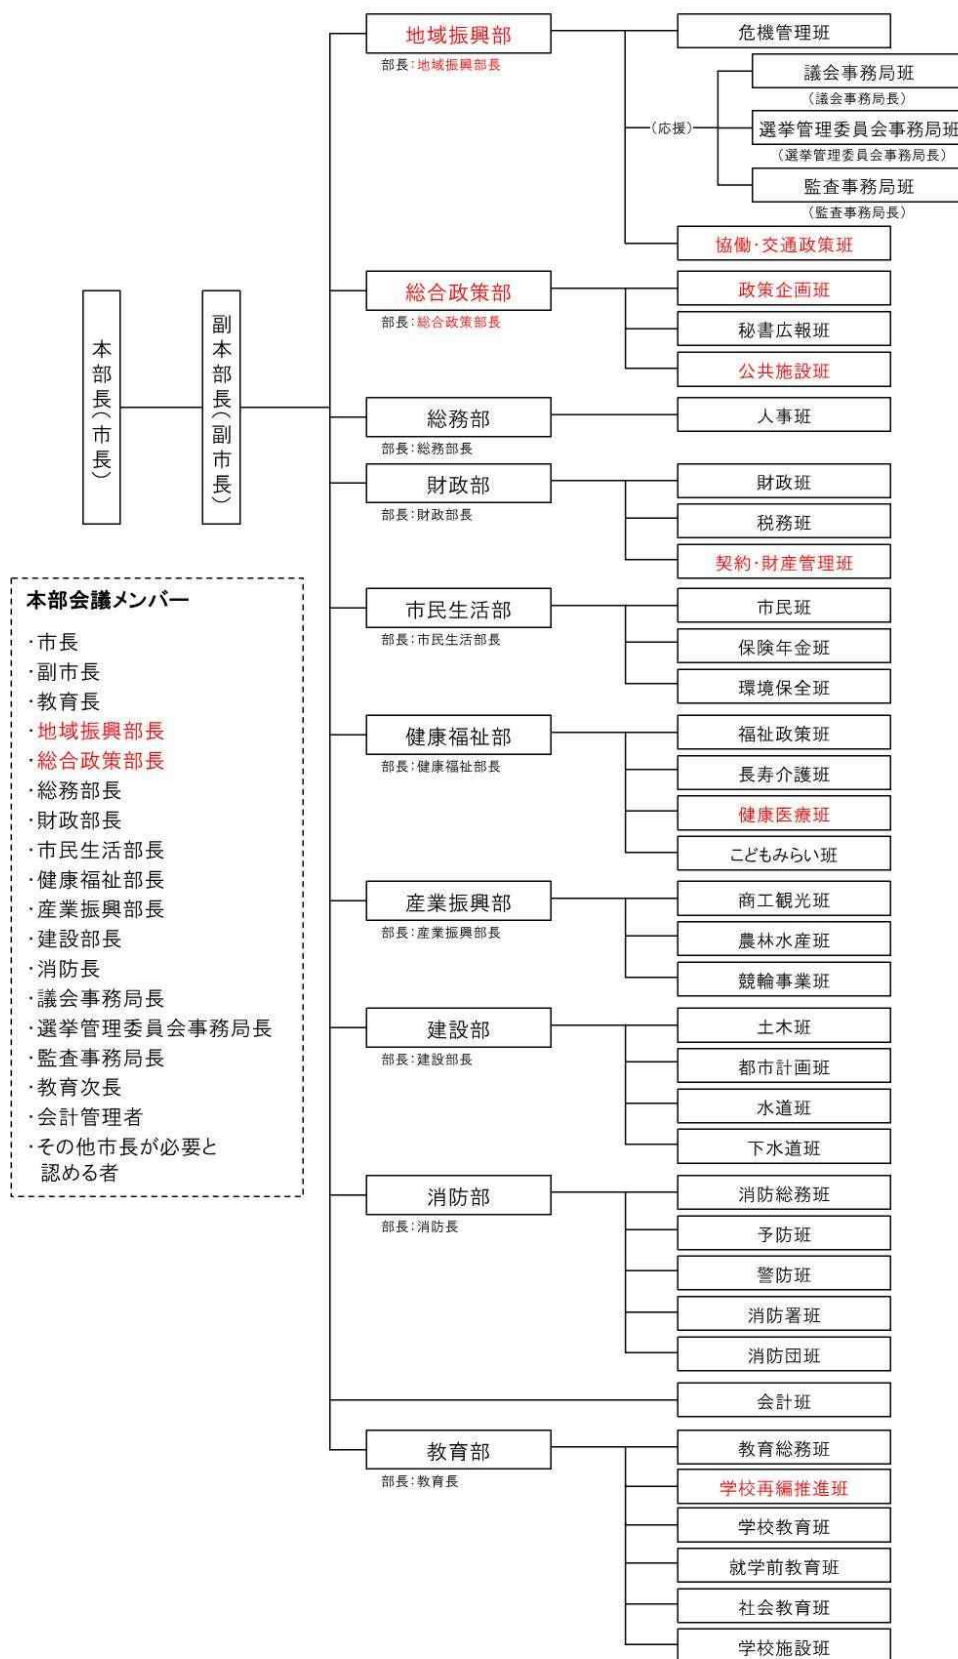 地域振興部
部長：地域振興部長
危機管理班
（応援）
議会事務局班
（議会事務局長）
選挙管理委員会事務局班
（選挙管理委員会事務局長）
監査事務局班
（監査事務局長）
協働・交通政策班
本部長（市長）
副本部長（副市長）
総合政策部
部長：総合政策部長
政策企画班
秘書広報班
公共施設班
総務部
部長：総務部長
人事班
財政部
部長：財政部長
財政班
税務班
契約・財産管理班
市民生活部
部長：市民生活部長
市民班
保険年金班
環境保全班
健康福祉部
部長：健康福祉部長
福祉政策班
長寿介護班
健康医療班
こどもみらい班
産業振興部
部長：産業振興部長
商工観光班
農林水産班
競輪事業班
建設部
部長：建設部長
土木班
都市計画班
水道班
下水道班
消防部
部長：消防長
消防総務班
予防班
警防班
消防署班
消防団班
会計班
教育部
部長：教育長
教育総務班
学校再編推進班
学校教育班
就学前教育班
社会教育班
学校施設班
本部会議メンバー
・市長
・副市長
・教育長
・地域振興部長
・総合政策部長
・総務部長
・財政部長
・市民生活部長
・健康福祉部長
・産業振興部長
・建設部長
・消防長
・議会事務局長
・選挙管理委員会事務局長
・監査事務局長
・教育次長
・会計管理者
・その他市長が必要と
認める者